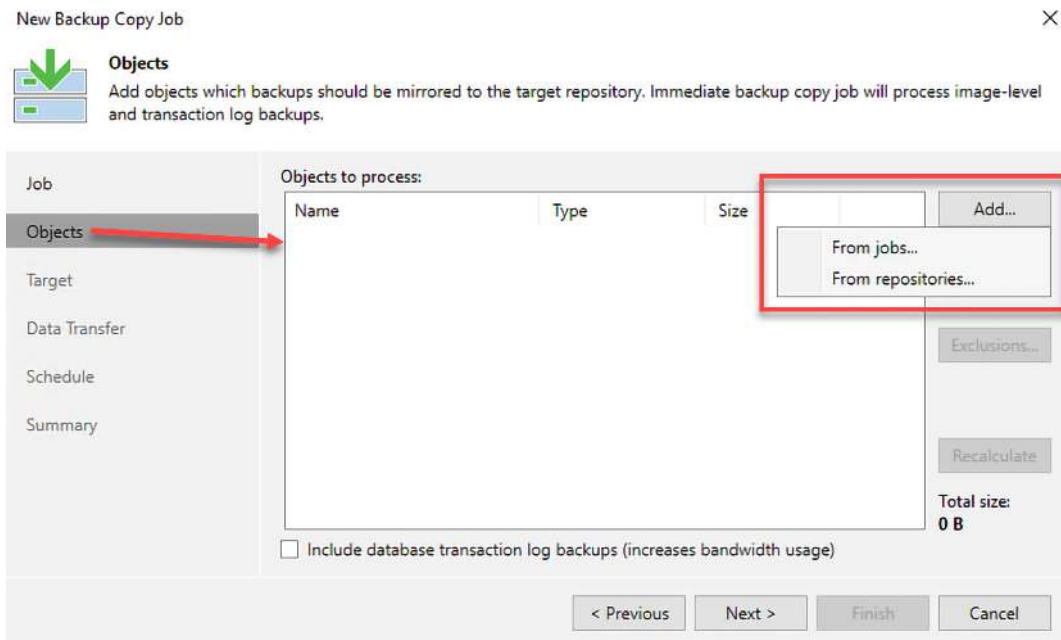 New Backup Copy Job
Objects
Add objects which backups should be mirrored to the target repository. Immediate backup copy job will process image-level
and transaction log backups.
Job
Objects
Target
Data Transfer
Schedule
Summary
Objects to process:
Name Type Size
Add...
From jobs...
From repositories...
Exclusions...
Recalculate
Total size:
0 B
Include database transaction log backups (increases bandwidth usage)
< Previous Next > Finish Cancel